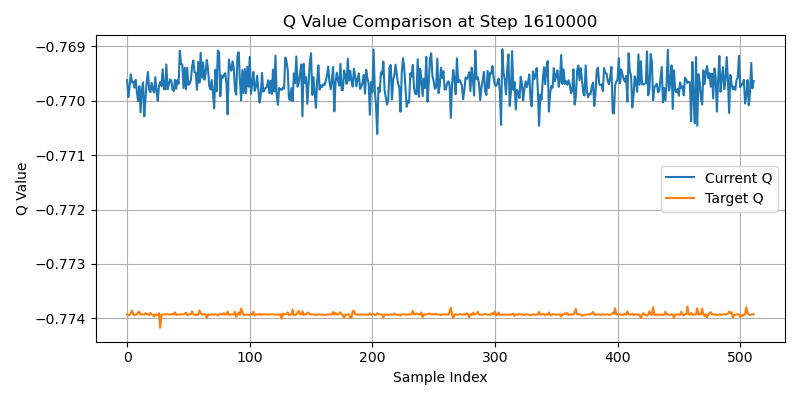 Q Value Comparison at Step 1610000
Q Value
−0.769
−0.770
−0.771
−0.772
−0.773
−0.774
Current Q
Target Q
0
100
200
300
400
500
Sample Index